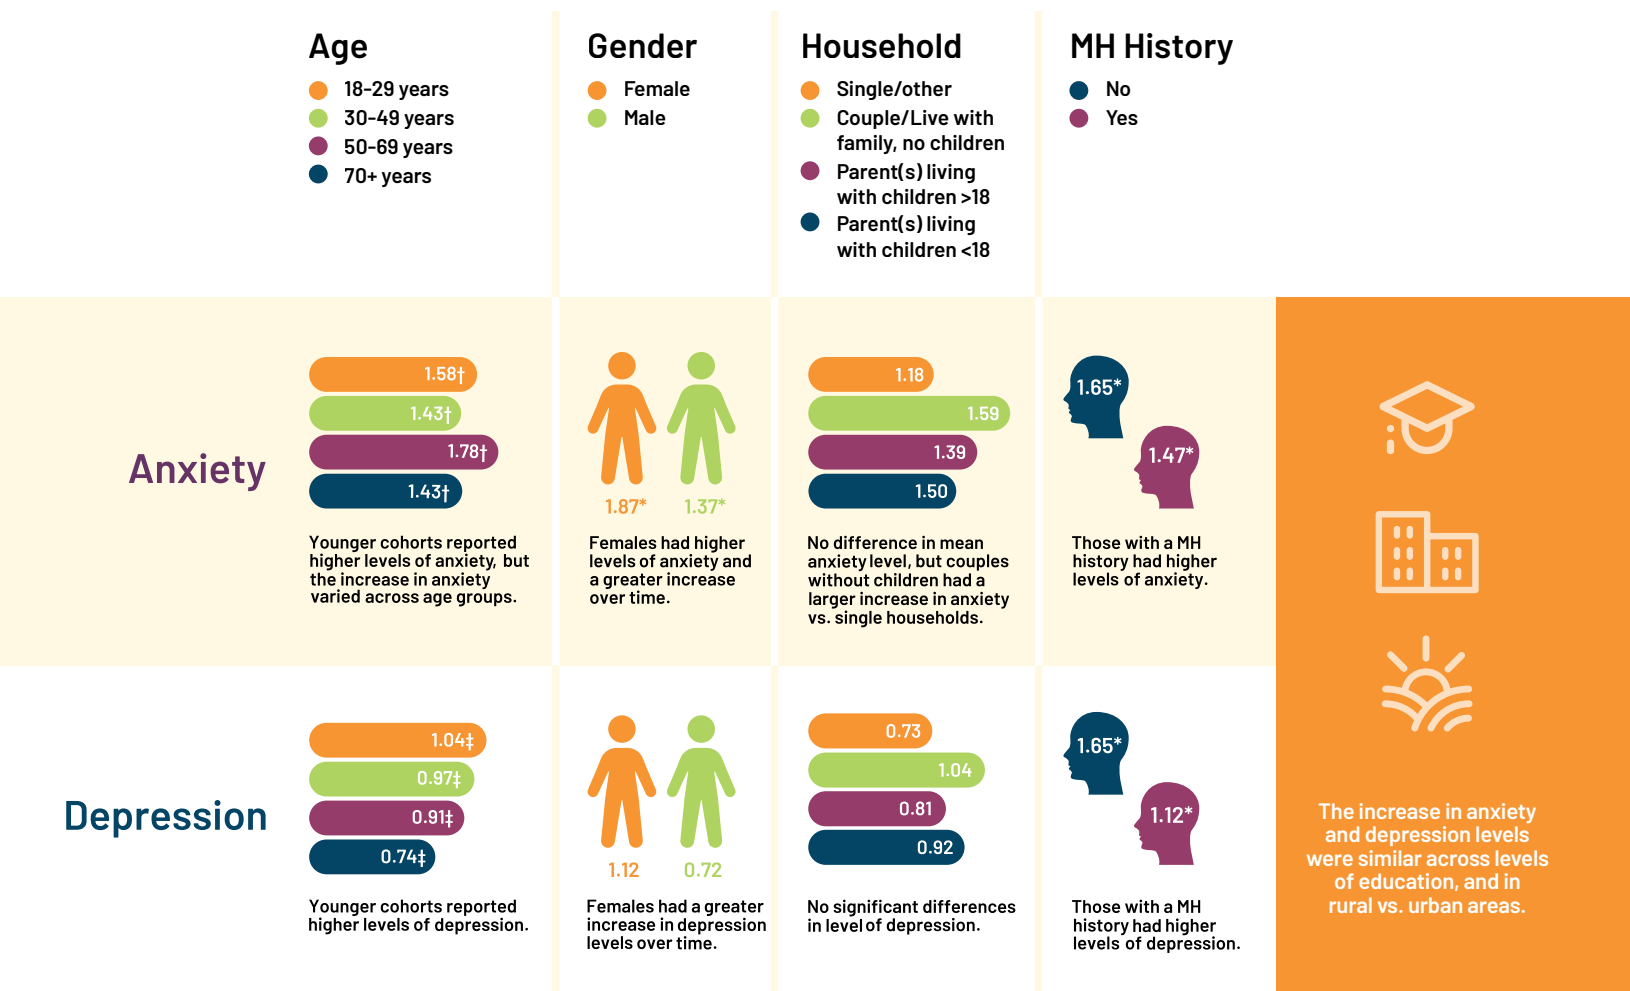 Age
18-29 years
30-49 years
50-69 years
70+ years
Gender
Female
Male
Household
Single/other
Couple/Live with
family, no children
Parent(s) living
with children >18
Parent(s) living
with children <18
MH History
No
Yes
Anxiety
1.58†
1.43†
1.78†
1.43†
Younger cohorts reported
higher levels of anxiety, but
the increase in anxiety
varied across age groups.
1.87* 1.37*
Females had higher
levels of anxiety and
a greater increase
over time.
1.18
1.59
1.39
1.50
No difference in mean
anxiety level, but couples
without children had a
larger increase in anxiety
vs. single households.
1.65*
1.47*
Those with a MH
history had higher
levels of anxiety.
Depression
1.04‡
0.97‡
0.91‡
0.74‡
Younger cohorts reported
higher levels of depression.
1.12 0.72
Females had a greater
increase in depression
levels over time.
0.73
1.04
0.81
0.92
No significant differences
in level of depression.
1.65*
1.12*
Those with a MH
history had higher
levels of depression.
The increase in anxiety
and depression levels
were similar across levels
of education, and in
rural vs. urban areas.